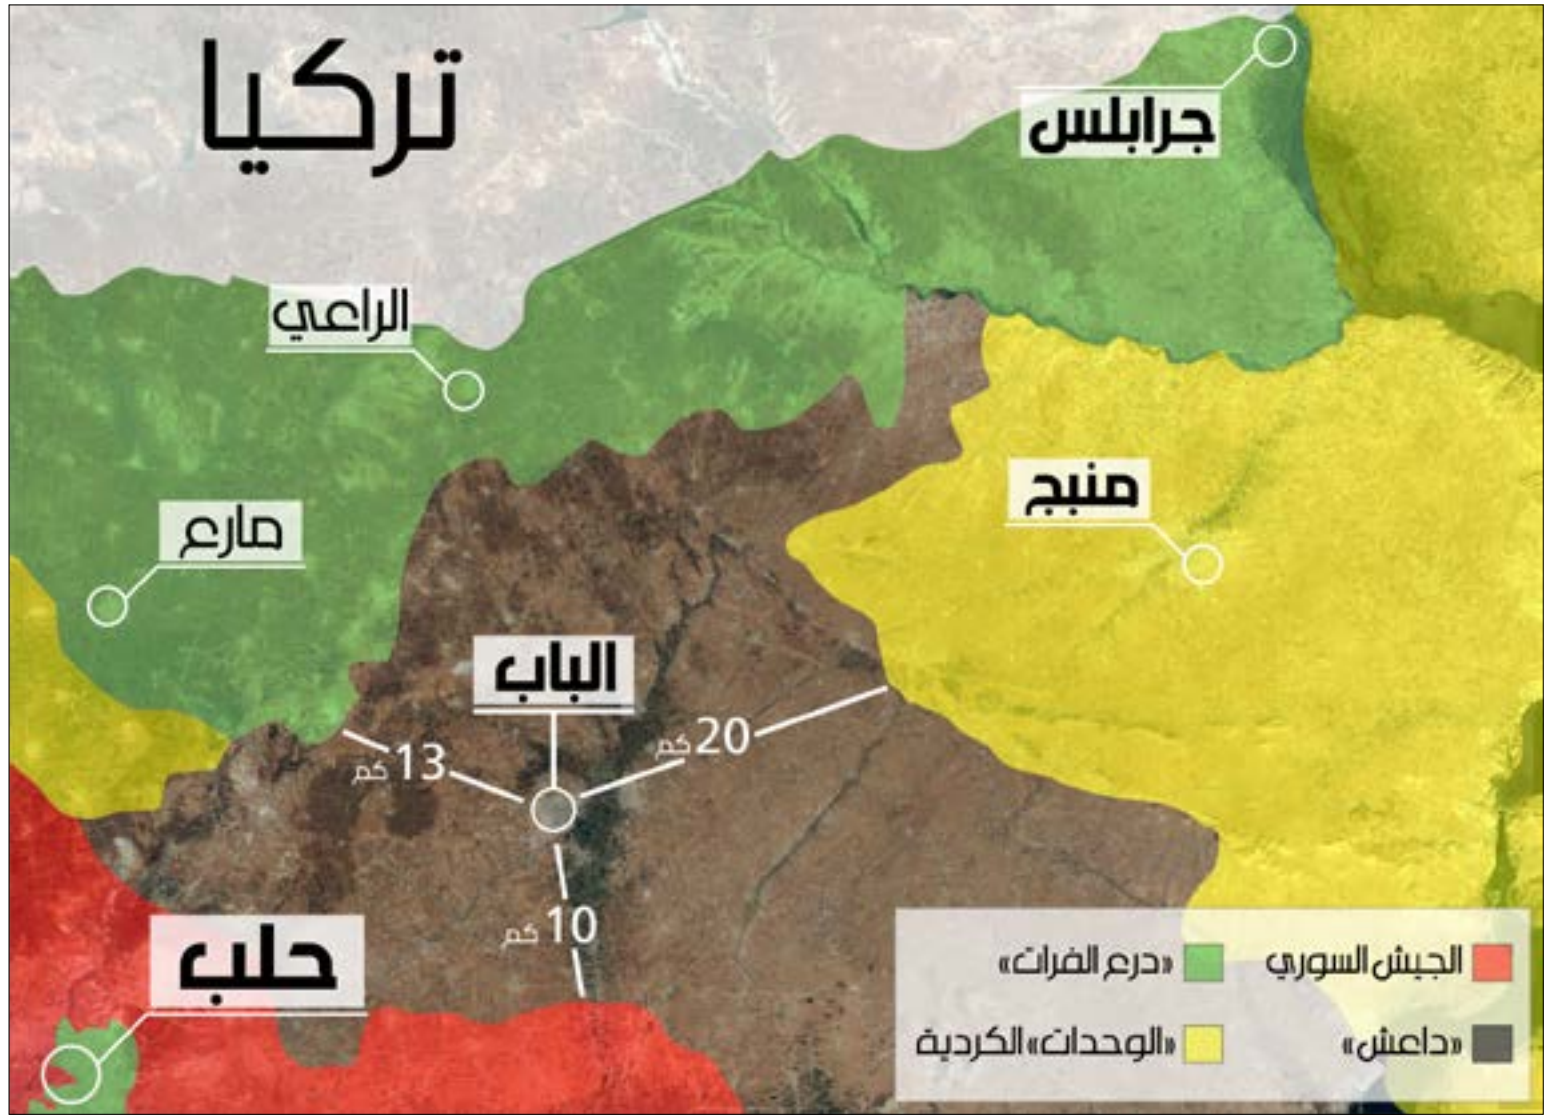 تركيا
جرابلس
الراعي
منبج
مارع
الباب
20 كم
13 كم
10 كم
حلب
الجيش السوري
«درع الفرات»
«داعش»
«الوحدات» الكردية